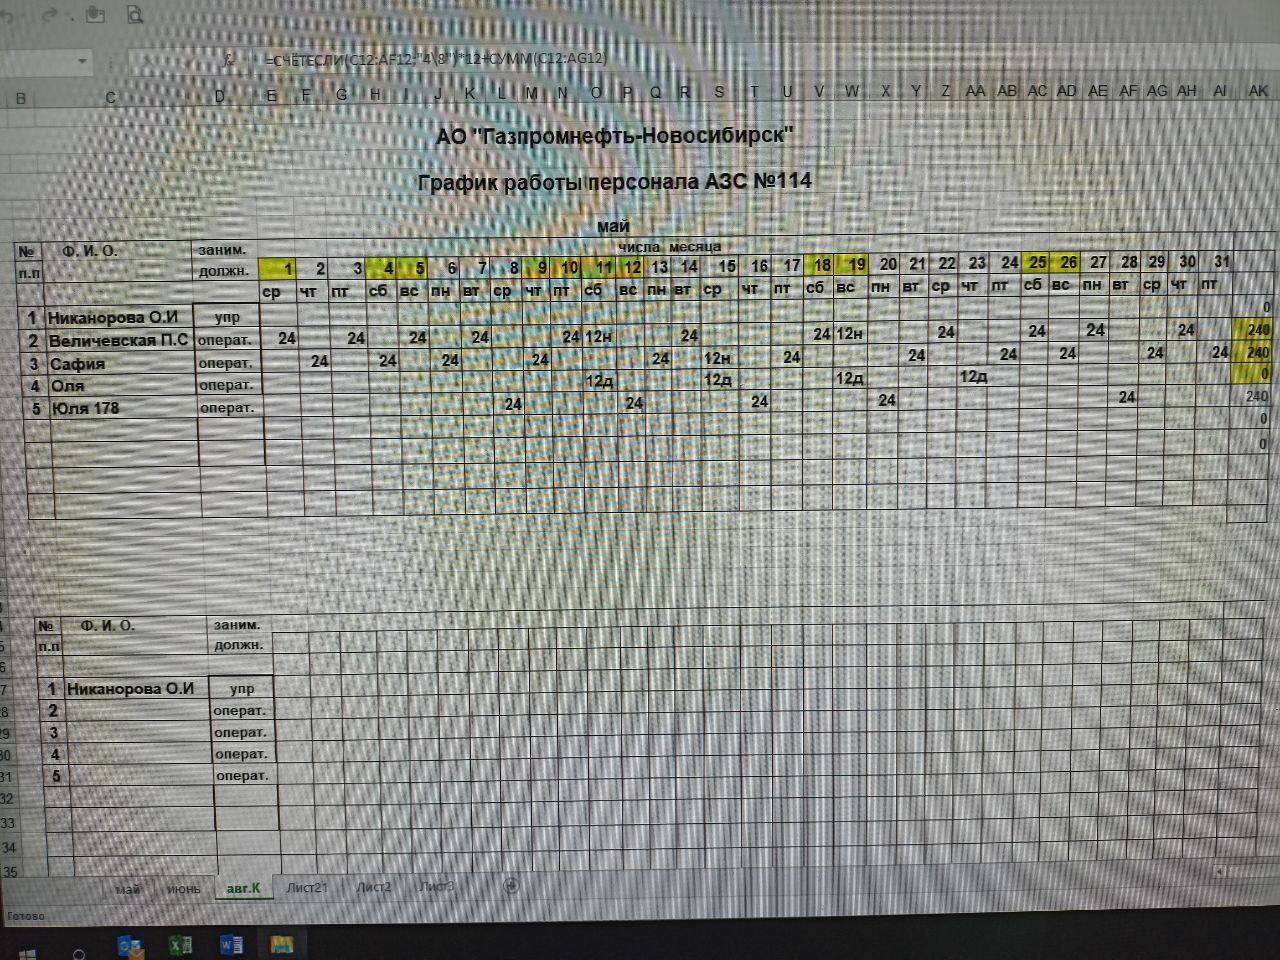 =СЧЁТЕСЛИ(C12:AF12;"4\8")*12+СУММ(C12:AG12)
B C D E F G H I J K L M N O P Q R S T U V W X Y Z AA AB AC AD AE AF AG AH AI AK
АО "Газпромнефть-Новосибирск"
График работы персонала АЗС №114
май
№ Ф. И. О. заним. числа месяца
п.п должн. 1 2 3 4 5 6 7 8 9 10 11 12 13 14 15 16 17 18 19 20 21 22 23 24 25 26 27 28 29 30 31
ср чт пт сб вс пн вт ср чт пт сб вс пн вт ср чт пт сб вс пн вт ср чт пт сб вс пн вт ср чт пт
1 Никанорова О.И упр 0
2 Величевская П.С операт. 24 24 24 24 24 12н 24 24 12н 24 24 24 24 240
3 Сафия операт. 24 24 24 24 24 12н 24 24 24 24 24 24 240
4 Оля операт. 12д 12д 12д 12д 0
5 Юля 178 операт. 24 24 24 24 24 240
0
0
№ Ф. И. О. заним.
п.п должн.
1 Никанорова О.И упр
2 операт.
3 операт.
4 операт.
5 операт.
32
33
34
35
май июнь авг.К Лист21 Лист2 Лист3
Готово